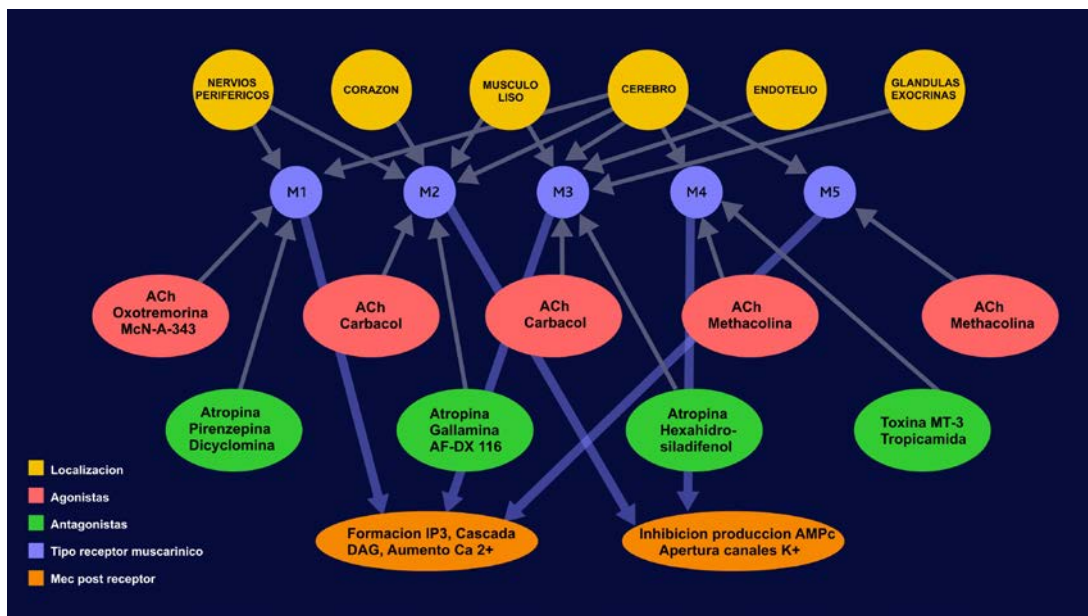 NERVIOS
PERIFERICOS
CORAZON
MUSCULO
LISO
CEREBRO
ENDOTELIO
GLANDULAS
EXOCRINAS
M1
M2
M3
M4
M5
ACh
Oxotremorina
McN-A-343
ACh
Carbacol
ACh
Carbacol
ACh
Methacolina
ACh
Methacolina
Atropina
Pirenzepina
Dicyclomina
Atropina
Gallamina
AF-DX 116
Atropina
Hexahidro-
siladifenol
Toxina MT-3
Tropicamida
Localizacion
Agonistas
Antagonistas
Tipo receptor muscarinico
Mec post receptor
Formacion IP3, Cascada
DAG, Aumento Ca 2+
Inhibicion produccion AMPc
Apertura canales K+